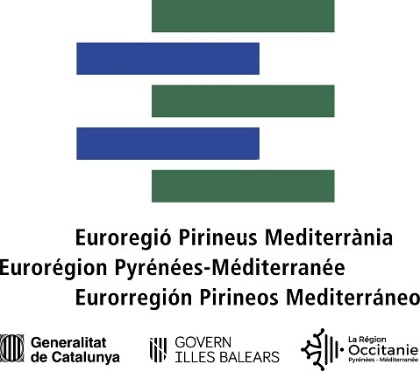 Euroregió Pirineus Mediterrània
Eurorégion Pyrénées-Méditerranée
Eurorregión Pirineos Mediterráneo
Generalitat
de Catalunya
GOVERN
ILLES BALEARS
La Région
Occitanie
Pyrénées - Méditerranée